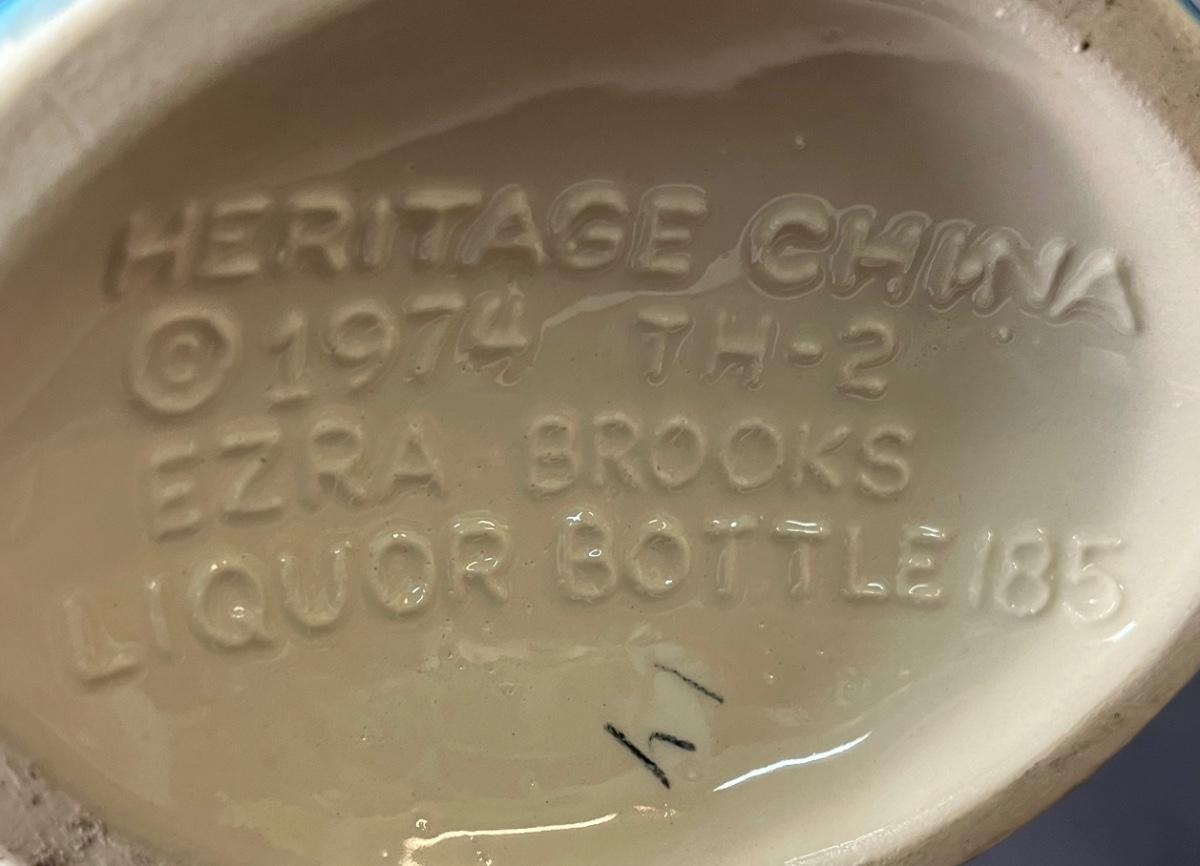 HERITAGE CHINA
©1974 TH-2
EZRA BROOKS
LIQUOR BOTTLE 185